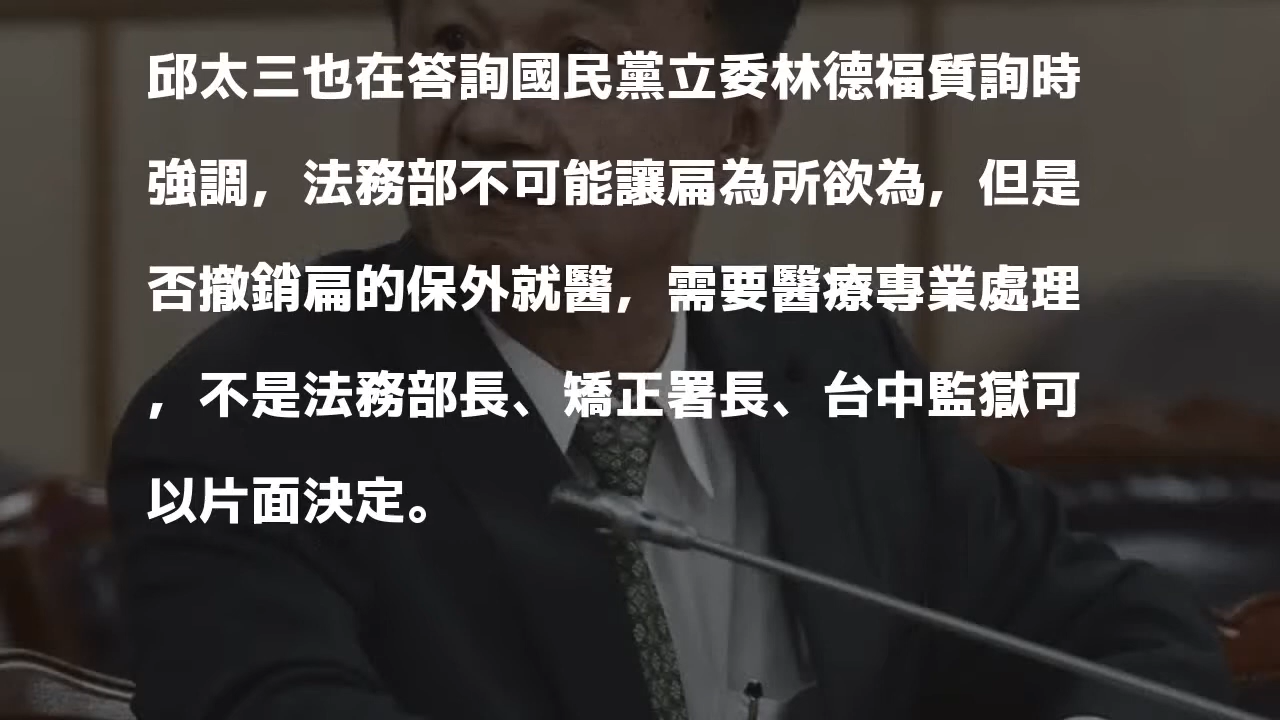 邱太三也在答詢國民黨立委林德福質詢時
強調，法務部不可能讓扁為所欲為，但是
否撤銷扁的保外就醫，需要醫療專業處理
，不是法務部長、矯正署長、台中監獄可
以片面決定。